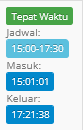 Tepat Waktu
Jadwal:
15:00-17:30
Masuk:
15:01:01
Keluar:
17:21:38